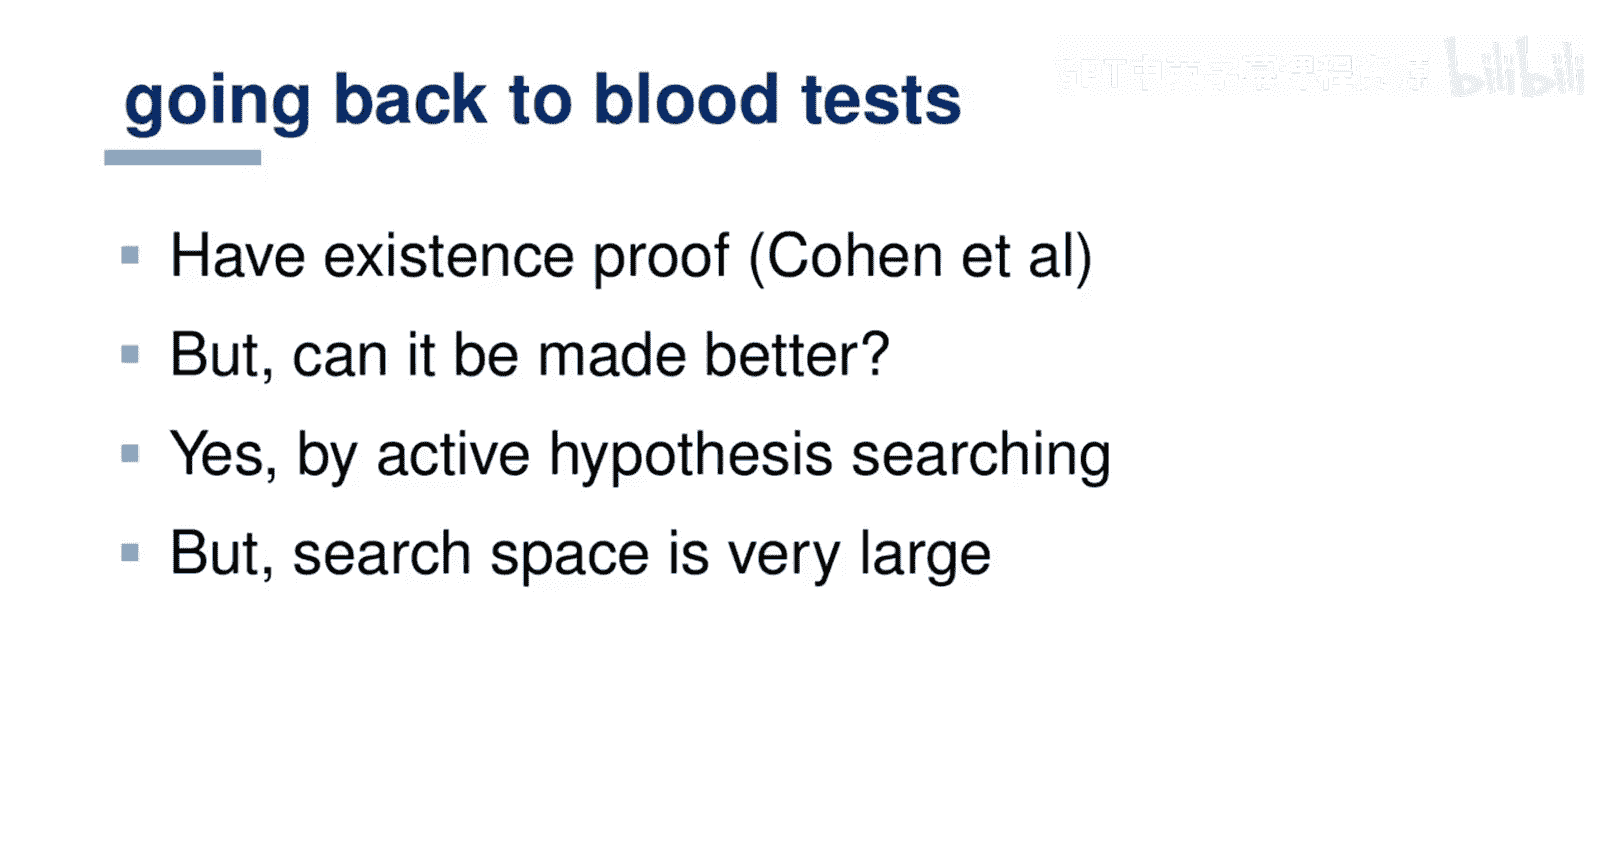 going back to blood tests
Have existence proof (Cohen et al)
But, can it be made better?
Yes, by active hypothesis searching
But, search space is very large
bilibili